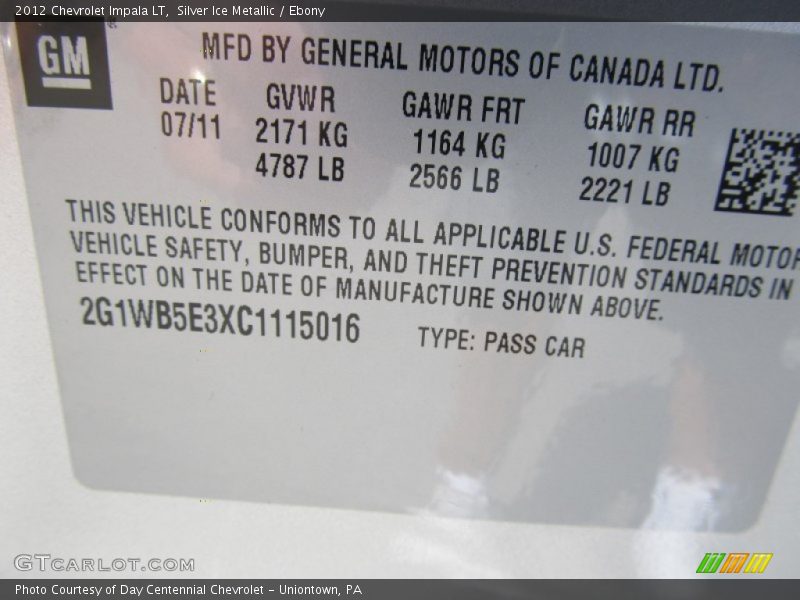 2012 Chevrolet Impala LT, Silver Ice Metallic / Ebony
GM
MFD BY GENERAL MOTORS OF CANADA LTD.
DATE GVWR GAWR FRT GAWR RR
07/11 2171 KG 1164 KG 1007 KG
4787 LB 2566 LB 2221 LB
THIS VEHICLE CONFORMS TO ALL APPLICABLE U.S. FEDERAL MOTOR
VEHICLE SAFETY, BUMPER, AND THEFT PREVENTION STANDARDS IN
EFFECT ON THE DATE OF MANUFACTURE SHOWN ABOVE.
2G1WB5E3XC1115016 TYPE: PASS CAR
GTCARLOT.COM
Photo Courtesy of Day Centennial Chevrolet - Uniontown, PA